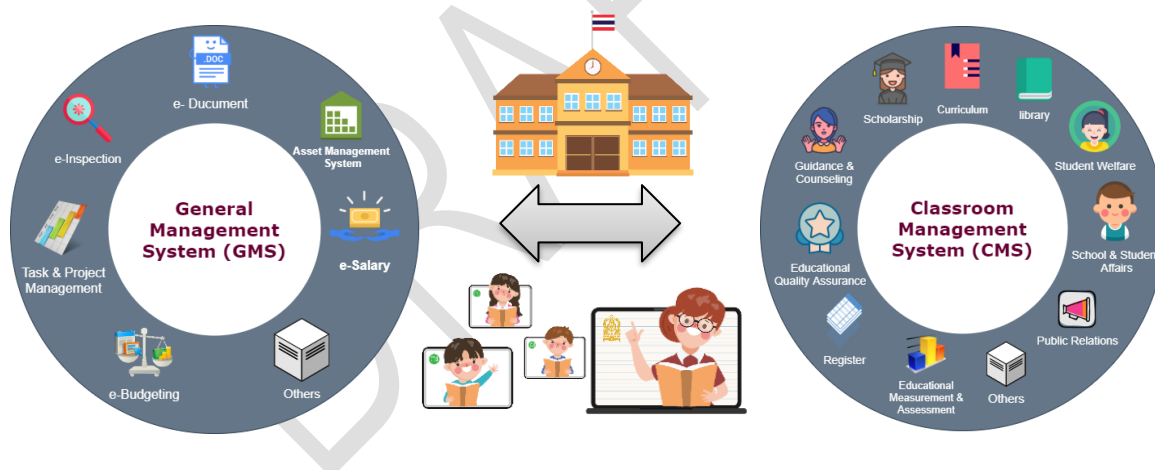 .DOC
e- Ducument
Asset Management
System
e-Salary
Others
e-Budgeting
Task & Project
Management
e-Inspection
General
Management
System (GMS)
Curriculum
library
Student Welfare
School & Student
Affairs
Public Relations
Others
Educational
Measurement &
Assessment
Register
Educational
Quality Assurance
Guidance &
Counseling
Scholarship
Classroom
Management
System (CMS)